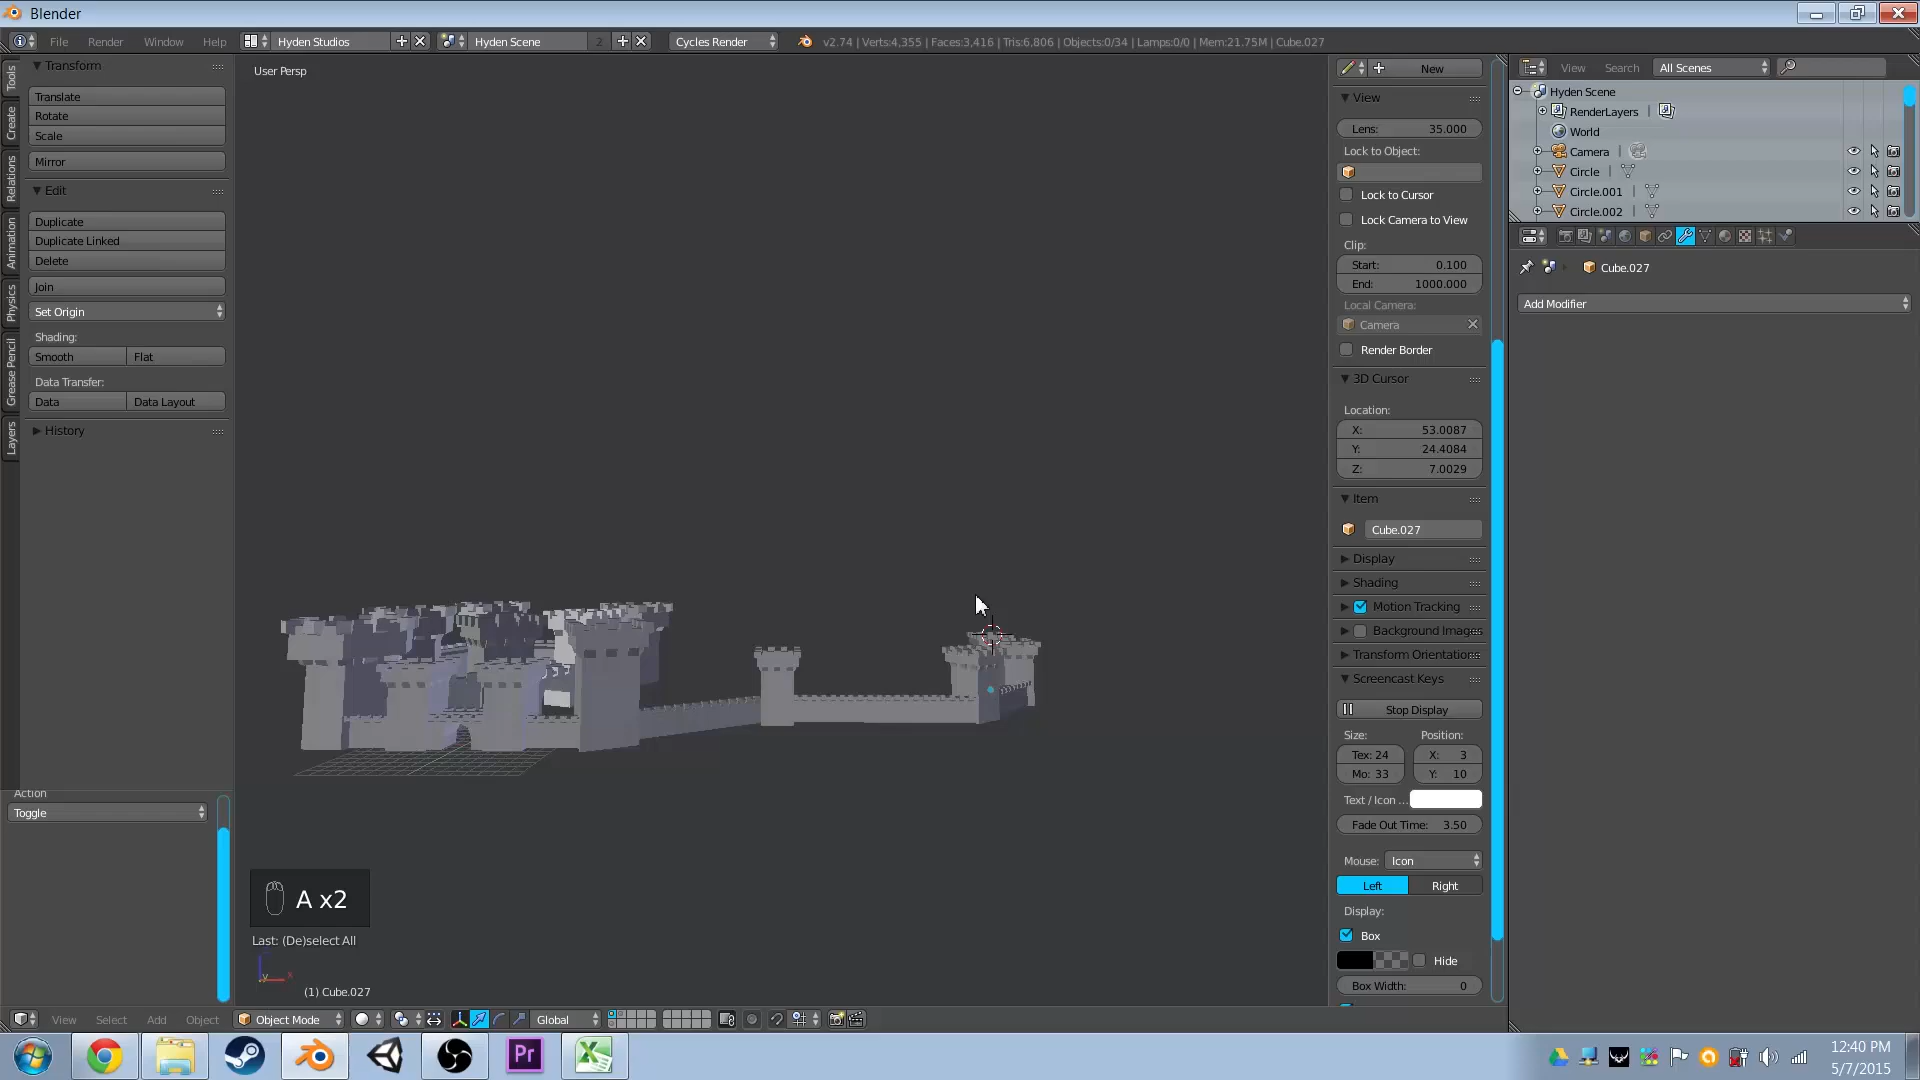 Blender
File Render Window Help Hyden Studios Hyden Scene 2 Cycles Render v2.74 | Verts:4,355 | Faces:3,416 | Tris:6,806 | Objects:0/34 | Lamps:0/0 | Mem:21.75M | Cube.027
Tools
Create
Relations
Animation
Physics
Grease Pencil
Layers
Transform
Translate
Rotate
Scale
Mirror
Edit
Duplicate
Duplicate Linked
Delete
Join
Set Origin
Shading:
Smooth Flat
Data Transfer:
Data Data Layout
History
Action
Toggle
User Persp
A x2
Last: (De)select All
y x
(1) Cube.027
New
View
Lens: 35.000
Lock to Object:
Lock to Cursor
Lock Camera to View
Clip:
Start: 0.100
End: 1000.000
Local Camera:
Camera
Render Border
3D Cursor
Location:
X: 53.0087
Y: 24.4084
Z: 7.0029
Item
Cube.027
Display
Shading
Motion Tracking
Background Images
Transform Orientations
Screencast Keys
Stop Display
Size: Position:
Tex: 24 X: 3
Mo: 33 Y: 10
Text / Icon ...
Fade Out Time: 3.50
Mouse: Icon
Left Right
Display:
Box
Hide
Box Width: 0
View Search All Scenes
Hyden Scene
RenderLayers |
World
Camera |
Circle |
Circle.001 |
Circle.002 |
Cube.027
Add Modifier
View Select Add Object Object Mode Global
Pr
12:40 PM
5/7/2015